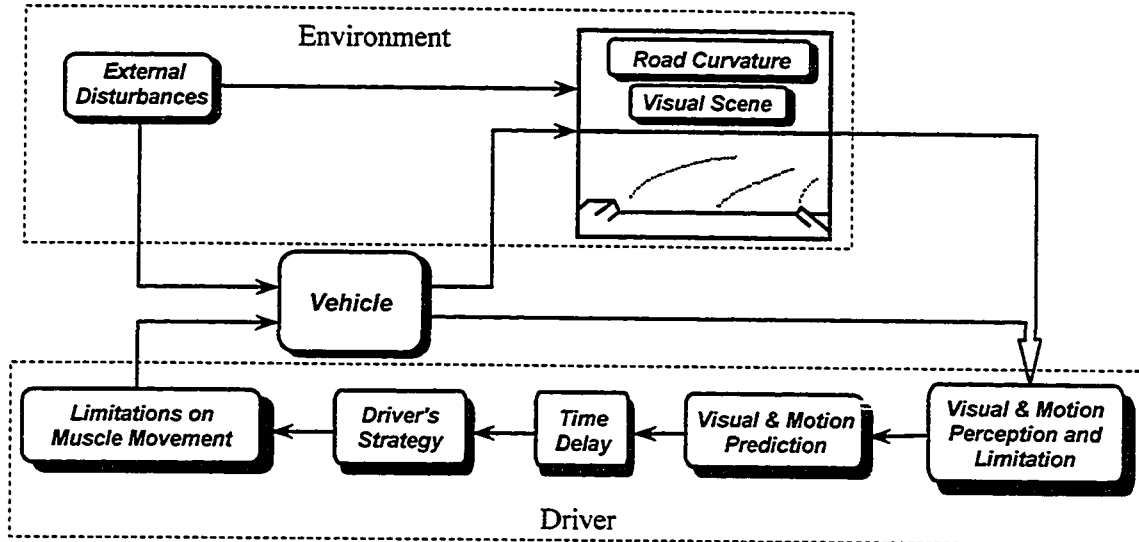 Environment
External
Disturbances
Road Curvature
Visual Scene
Vehicle
Limitations on
Muscle Movement
Driver's
Strategy
Time
Delay
Visual & Motion
Prediction
Visual & Motion
Perception and
Limitation
Driver